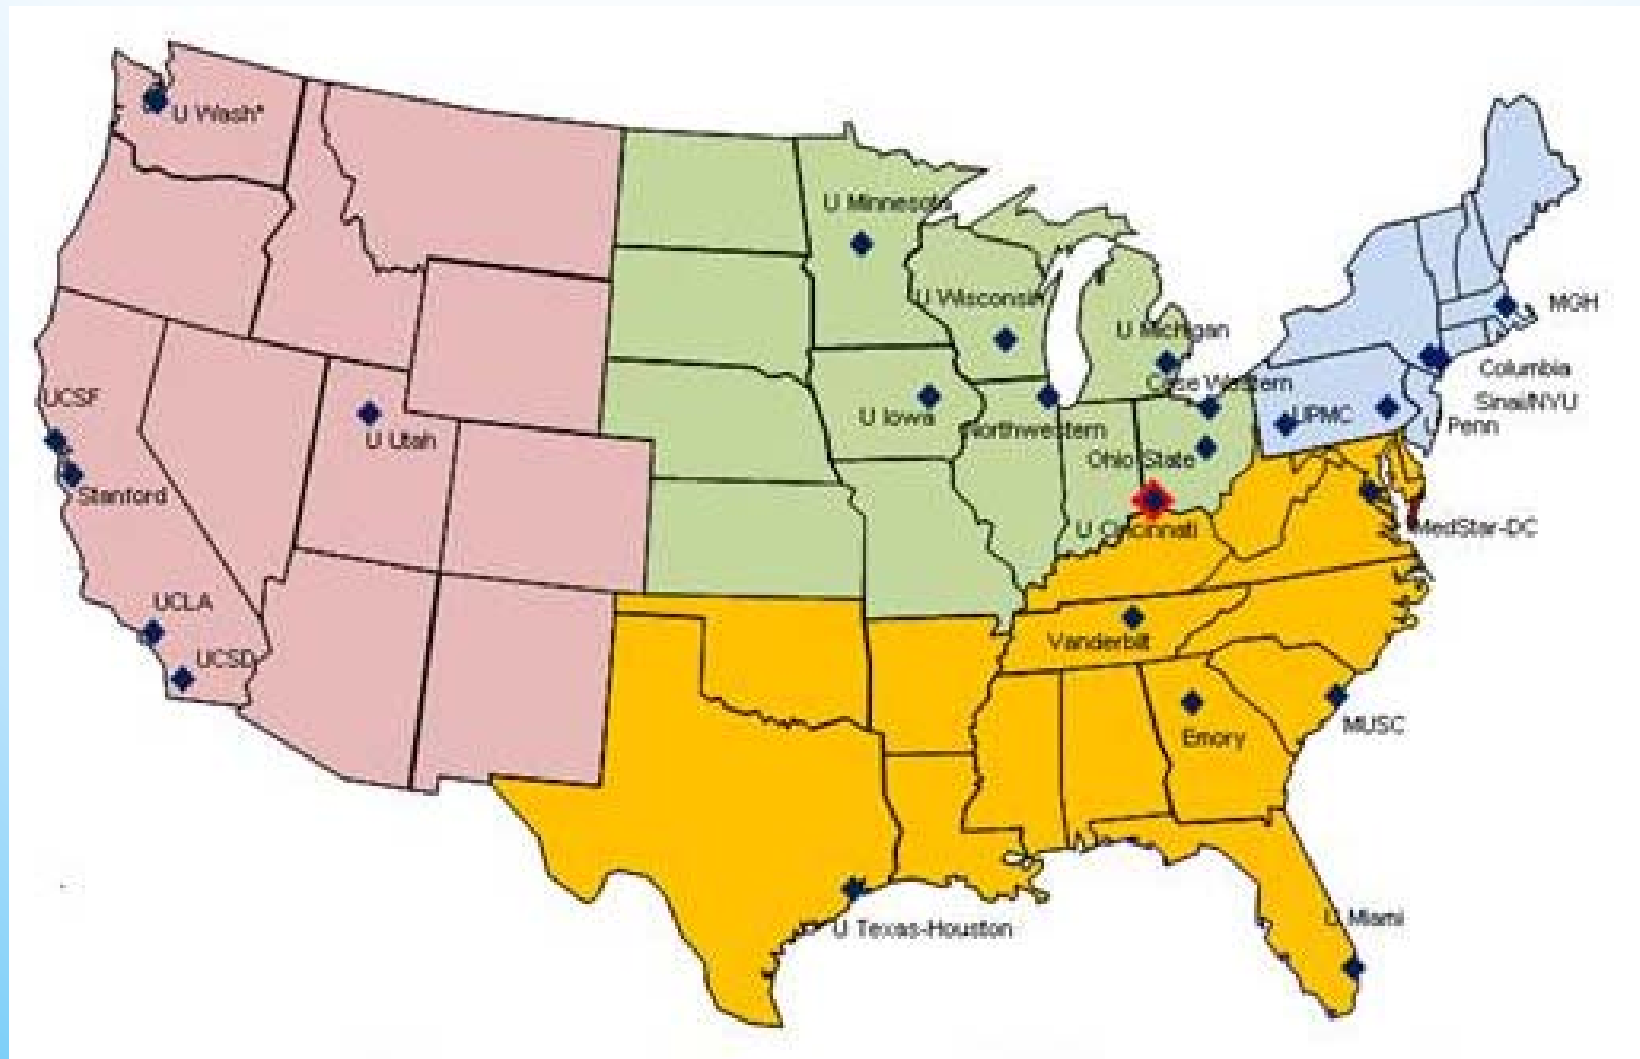 U Wash*
U Minnesota
U Wisconsin
MGH
U Michigan
Columbia
Case Western
UCSF
Sinai/NYU
U Iowa
UPMC
Penn
Northwestern
U Utah
Ohio State
Stanford
U Cincinnati
MedStar-DC
UCLA
Vanderbilt
UCSD
MUSC
Emory
U Miami
U Texas-Houston